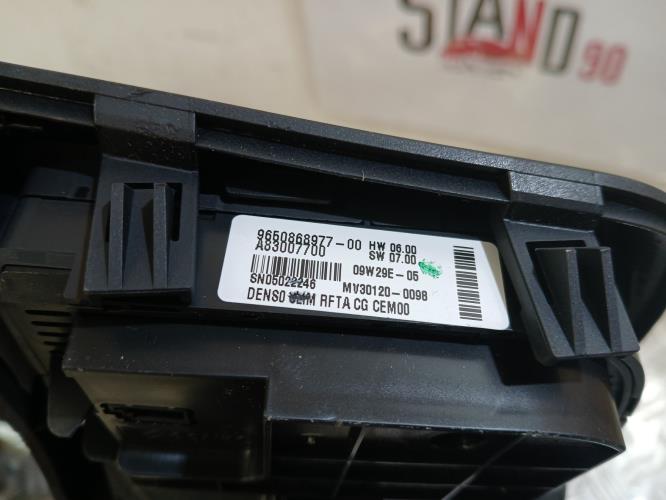 STAND 90
9650868977-00 HW 06.00
A83007700 SW 07.00
09W29E-05
SN05022246 MV30120-0098
DENSO RFTA CG CEM00